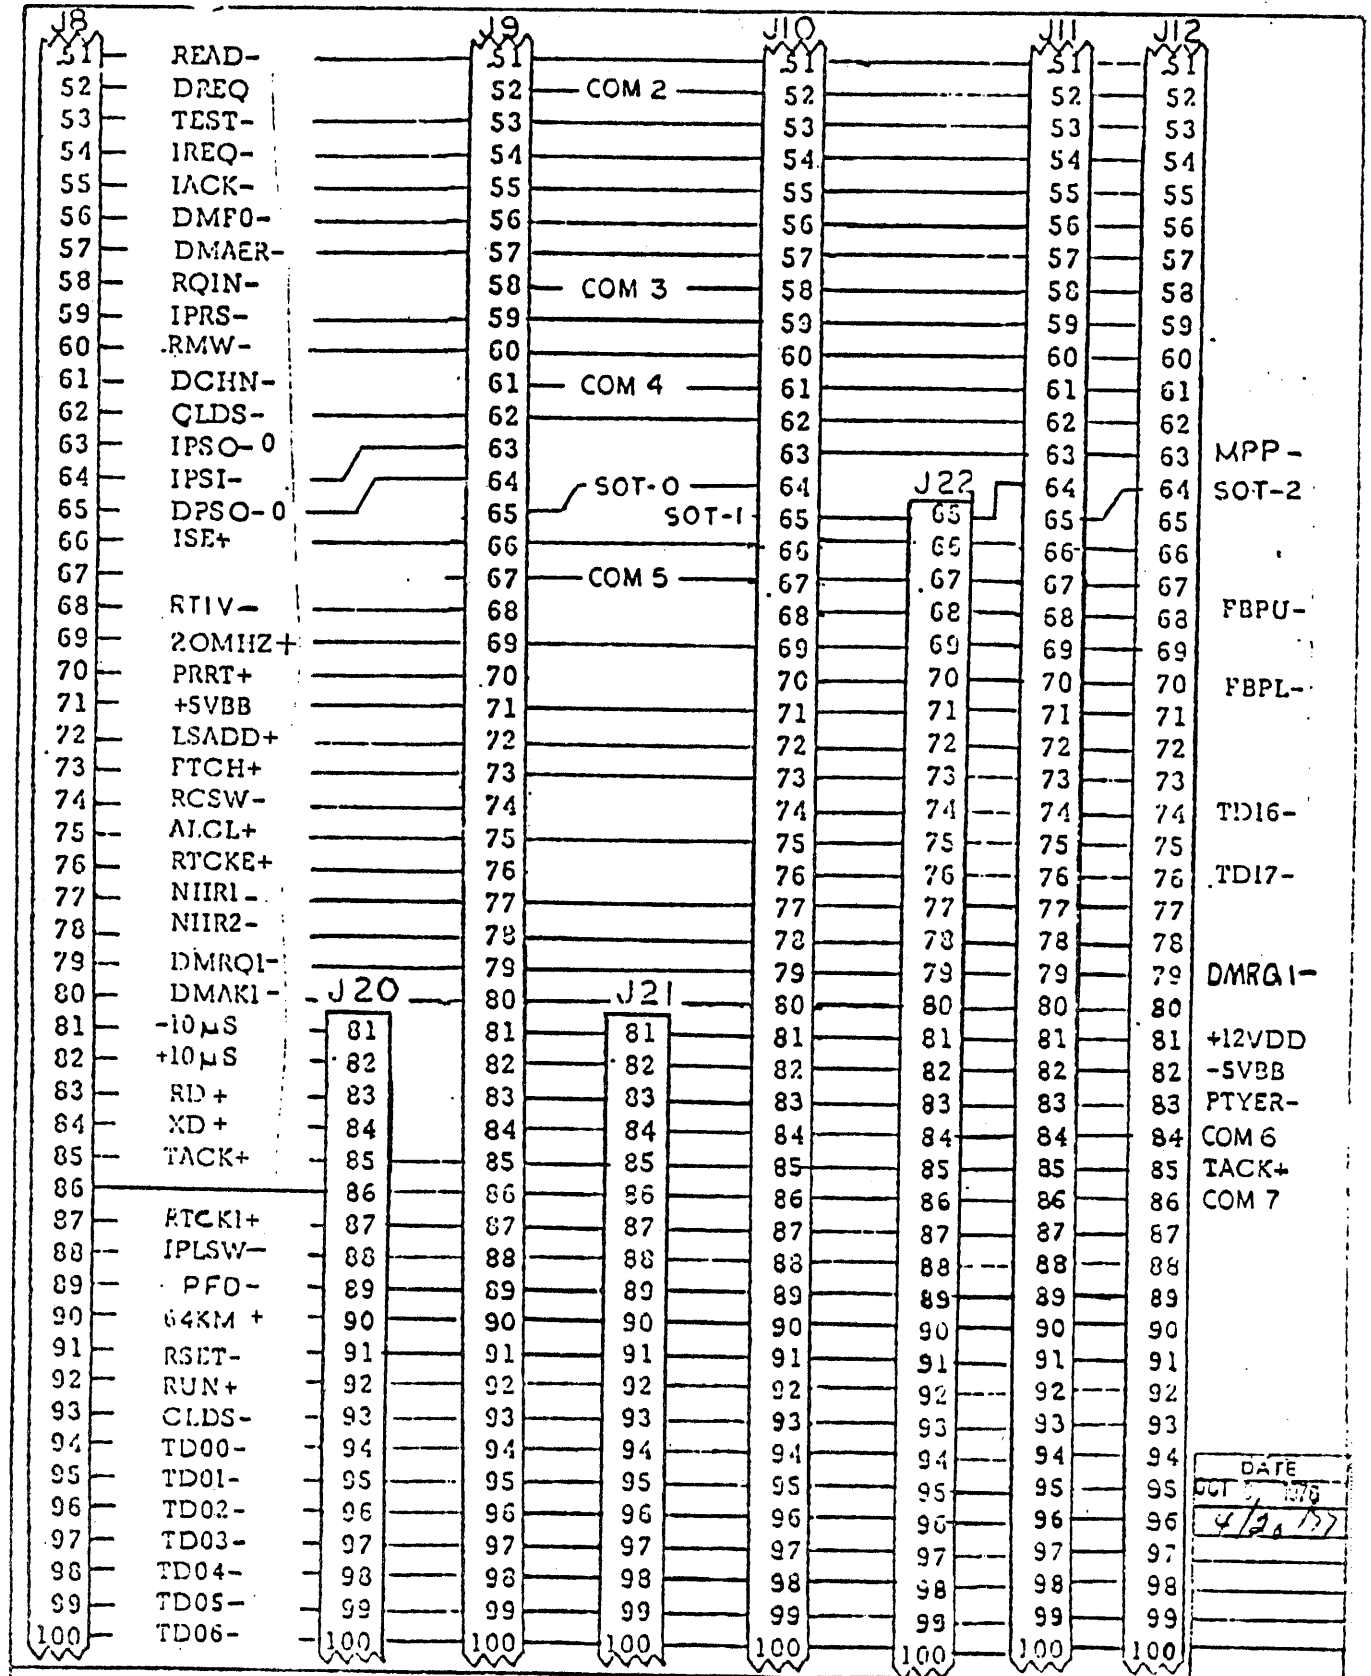 J8 J9 J10 J11 J12
51 READ- 51 51 51 51
52 DREQ 52 COM 2 52 52 52
53 TEST- 53 53 53 53
54 IREQ- 54 54 54 54
55 IACK- 55 55 55 55
56 DMF0- 56 56 56 56
57 DMAER- 57 57 57 57
58 RQIN- 58 COM 3 58 58 58
59 IPRS- 59 59 59 59
60 RMW- 60 60 60 60
61 DCHN- 61 COM 4 61 61 61
62 QLDS- 62 62 62 62
63 IPSO-0 63 63 63 63 MPP-
64 IPSI- 64 SOT-0 64 J22 64 64 SOT-2
65 DPSO-0 65 SOT-1 65 65 65 65
66 ISE+ 66 66 66 66 66
67 67 COM 5 67 67 67 67
68 RTIV- 68 68 68 68 68 FBPU-
69 20MHZ+ 69 69 69 69 69
70 PRRT+ 70 70 70 70 70 FBPL-
71 +5VBB 71 71 71 71 71
72 LSADD+ 72 72 72 72 72
73 FTCH+ 73 73 73 73 73
74 RCSW- 74 74 74 74 74 TD16-
75 ALCL+ 75 75 75 75 75
76 RTCKE+ 76 76 76 76 76 TD17-
77 NIIR1- 77 77 77 77 77
78 NIIR2- 78 78 78 78 78
79 DMRQ1- 79 79 79 79 79 DMRQ1-
80 DMAK1- J20 80 J21 80 80 80 80
81 -10μS 81 81 81 81 81 81 81 +12VDD
82 +10μS 82 82 82 82 82 82 82 -5VBB
83 RD+ 83 83 83 83 83 83 83 PTYER-
84 XD+ 84 84 84 84 84 84 84 COM 6
85 TACK+ 85 85 85 85 85 85 85 TACK+
86 86 86 86 86 86 86 86 COM 7
87 RTCK1+ 87 87 87 87 87 87 87
88 IPLSW- 88 88 88 88 88 88 88
89 PFD- 89 89 89 89 89 89 89
90 64KM + 90 90 90 90 90 90 90
91 RSET- 91 91 91 91 91 91 91
92 RUN+ 92 92 92 92 92 92 92
93 CLDS- 93 93 93 93 93 93 93
94 TD00- 94 94 94 94 94 94 94
95 TD01- 95 95 95 95 95 95 95
96 TD02- 96 96 96 96 96 96 96
97 TD03- 97 97 97 97 97 97 97
98 TD04- 98 98 98 98 98 98 98
99 TD05- 99 99 99 99 99 99 99
100 TD06- 100 100 100 100 100 100 100
DATE
OCT 1976
4/20/77